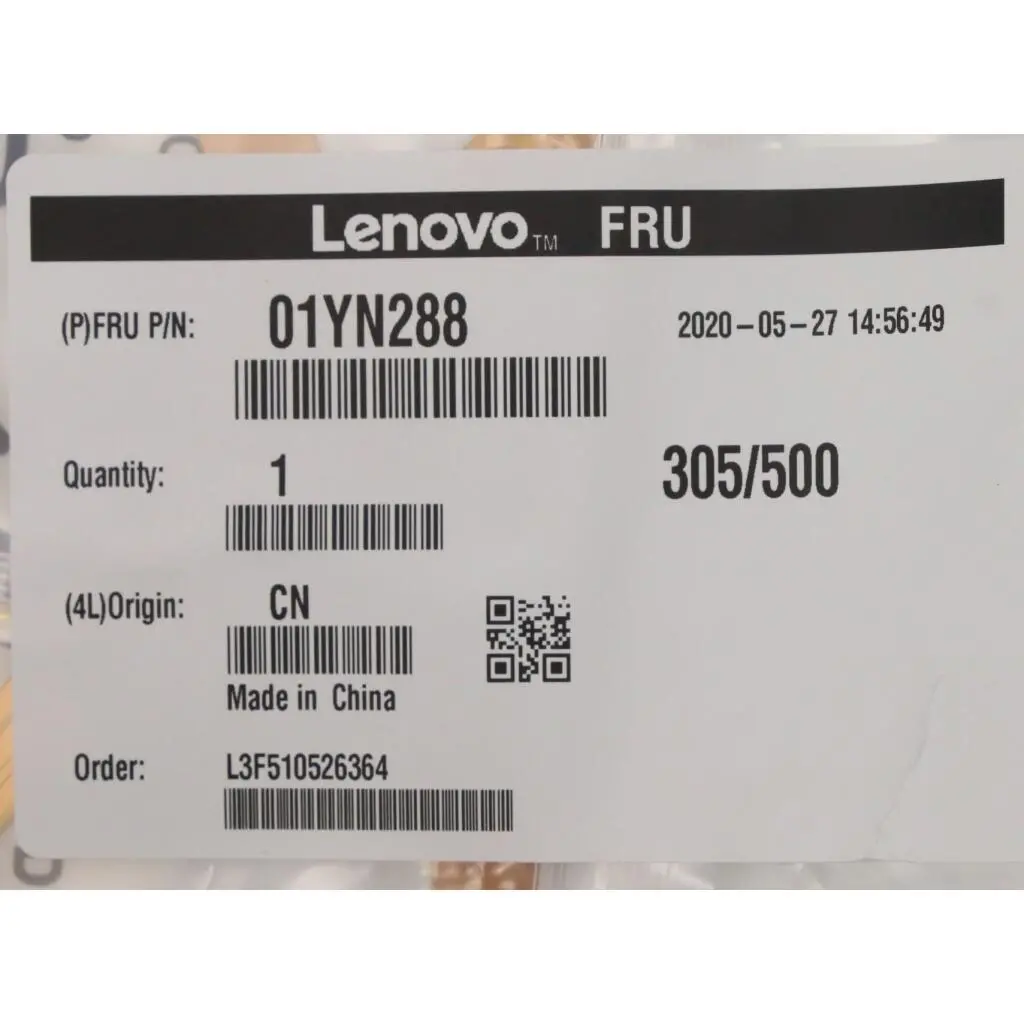 Lenovo™ FRU
(P)FRU P/N: 01YN288 2020-05-27 14:56:49
Quantity: 1 305/500
(4L)Origin: CN
Made in China
Order: L3F510526364